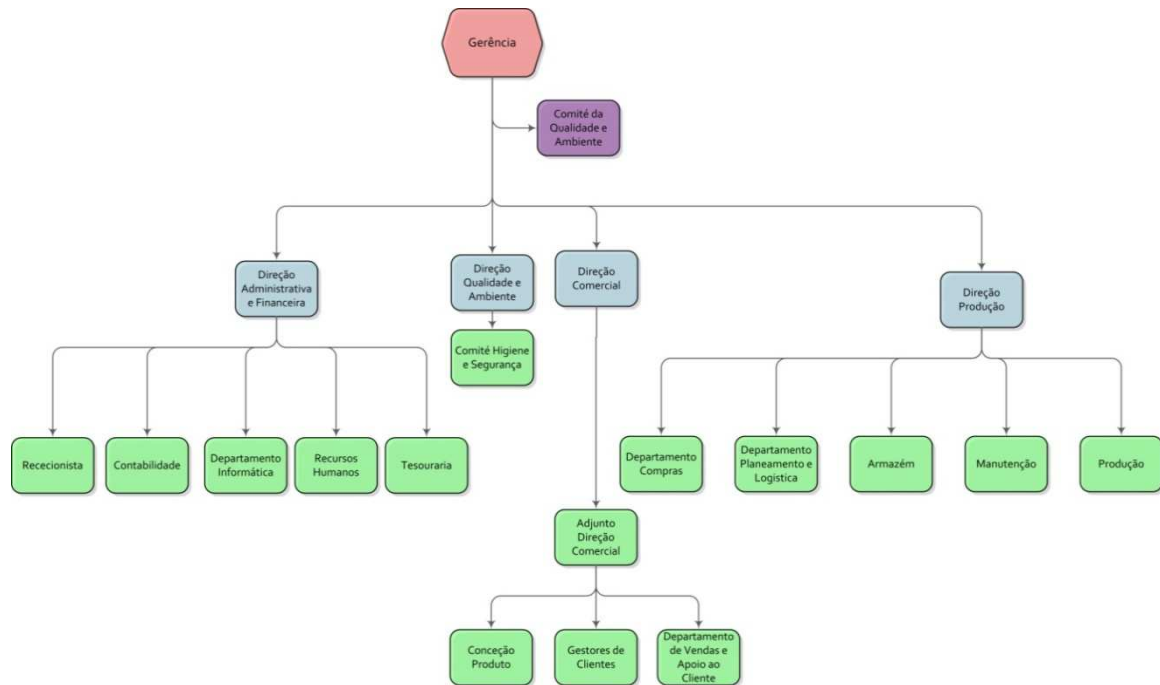 Gerência
Comité da
Qualidade e
Ambiente
Direção
Administrativa
e Financeira
Direção
Qualidade e
Ambiente
Direção
Comercial
Direção
Produção
Comité Higiene
e Segurança
Rececionista
Contabilidade
Departamento
Informática
Recursos
Humanos
Tesouraria
Departamento
Compras
Departamento
Planeamento e
Logistica
Armazém
Manutenção
Produção
Adjunto
Direção
Comercial
Conceção
Produto
Gestores de
Clientes
Departamento
de Vendas e
Apoio ao
Cliente